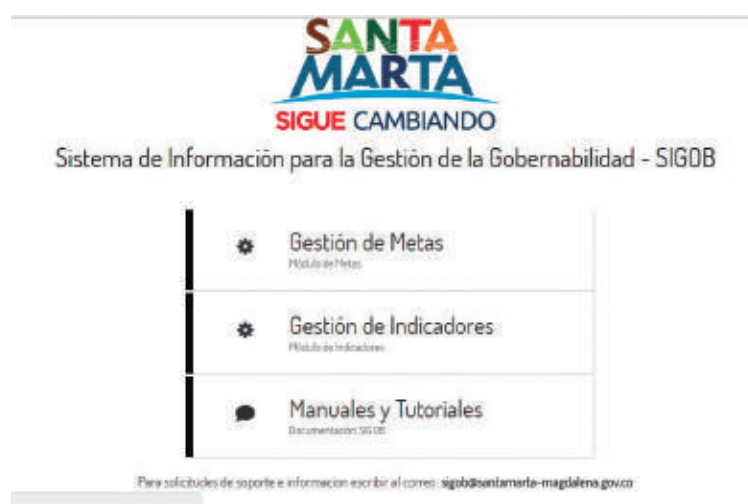 SANTA
MARTA
SIGUE CAMBIANDO
Sistema de Información para la Gestión de la Gobernabilidad - SIGOB
Gestión de Metas
Módulo de Metas
Gestión de Indicadores
Módulo de Indicadores
Manuales y Tutoriales
Documentación SIGOB
Para solicitudes de soporte e informacion escribir al correo: sigob@santamarta-magdalena.gov.co